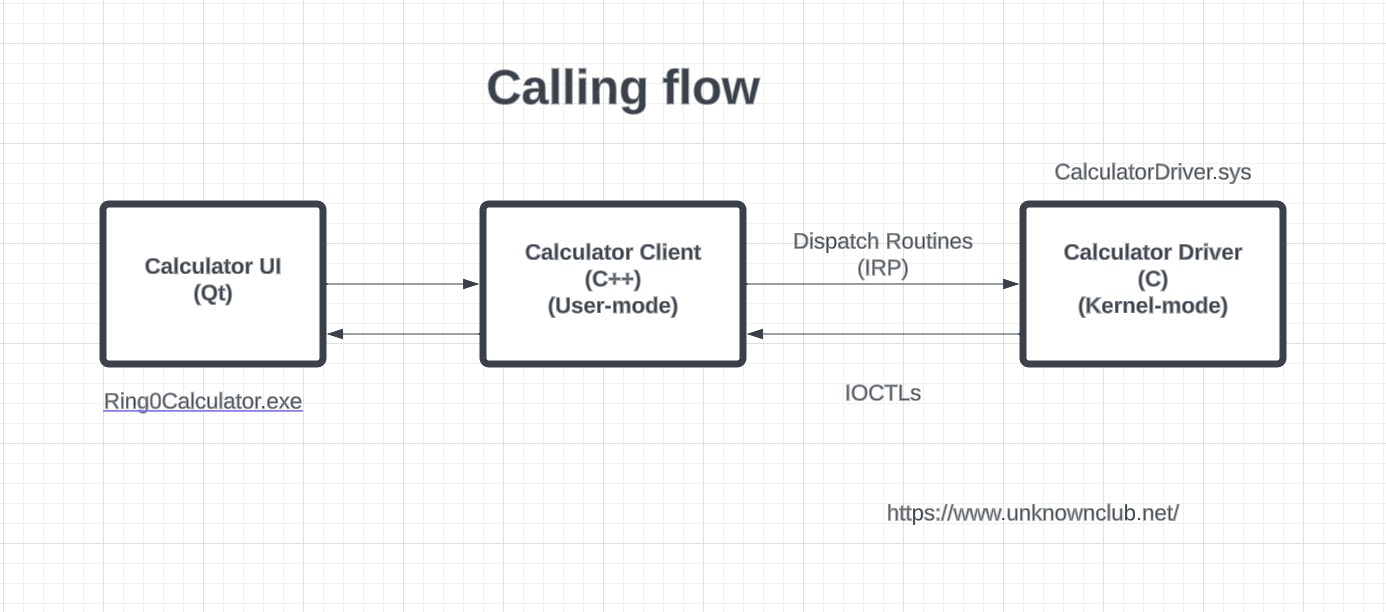 Calling flow
CalculatorDriver.sys
Calculator UI
(Qt)
Calculator Client
(C++)
(User-mode)
Dispatch Routines
(IRP)
Calculator Driver
(C)
(Kernel-mode)
Ring0Calculator.exe
IOCTLs
https://www.unknownclub.net/